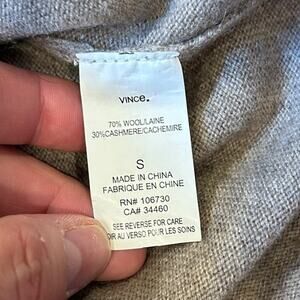 VINCE.
70% WOOL/LAINE
30%CASHMERE/CACHEMIRE
S
MADE IN CHINA
FABRIQUE EN CHINE
RN# 106730
CA# 34460
SEE REVERSE FOR CARE
OIR AU VERSO POUR LES SOINS